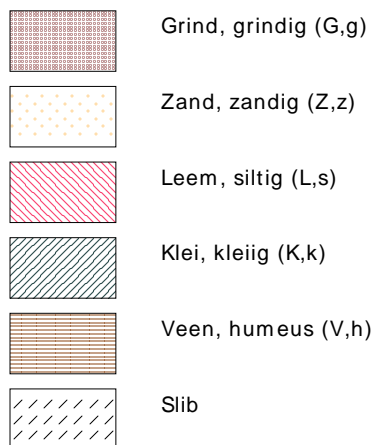 Grind, grindig (G,g)
Zand, zandig (Z,z)
Leem, siltig (L,s)
Klei, kleiig (K,k)
Veen, humeus (V,h)
Slib